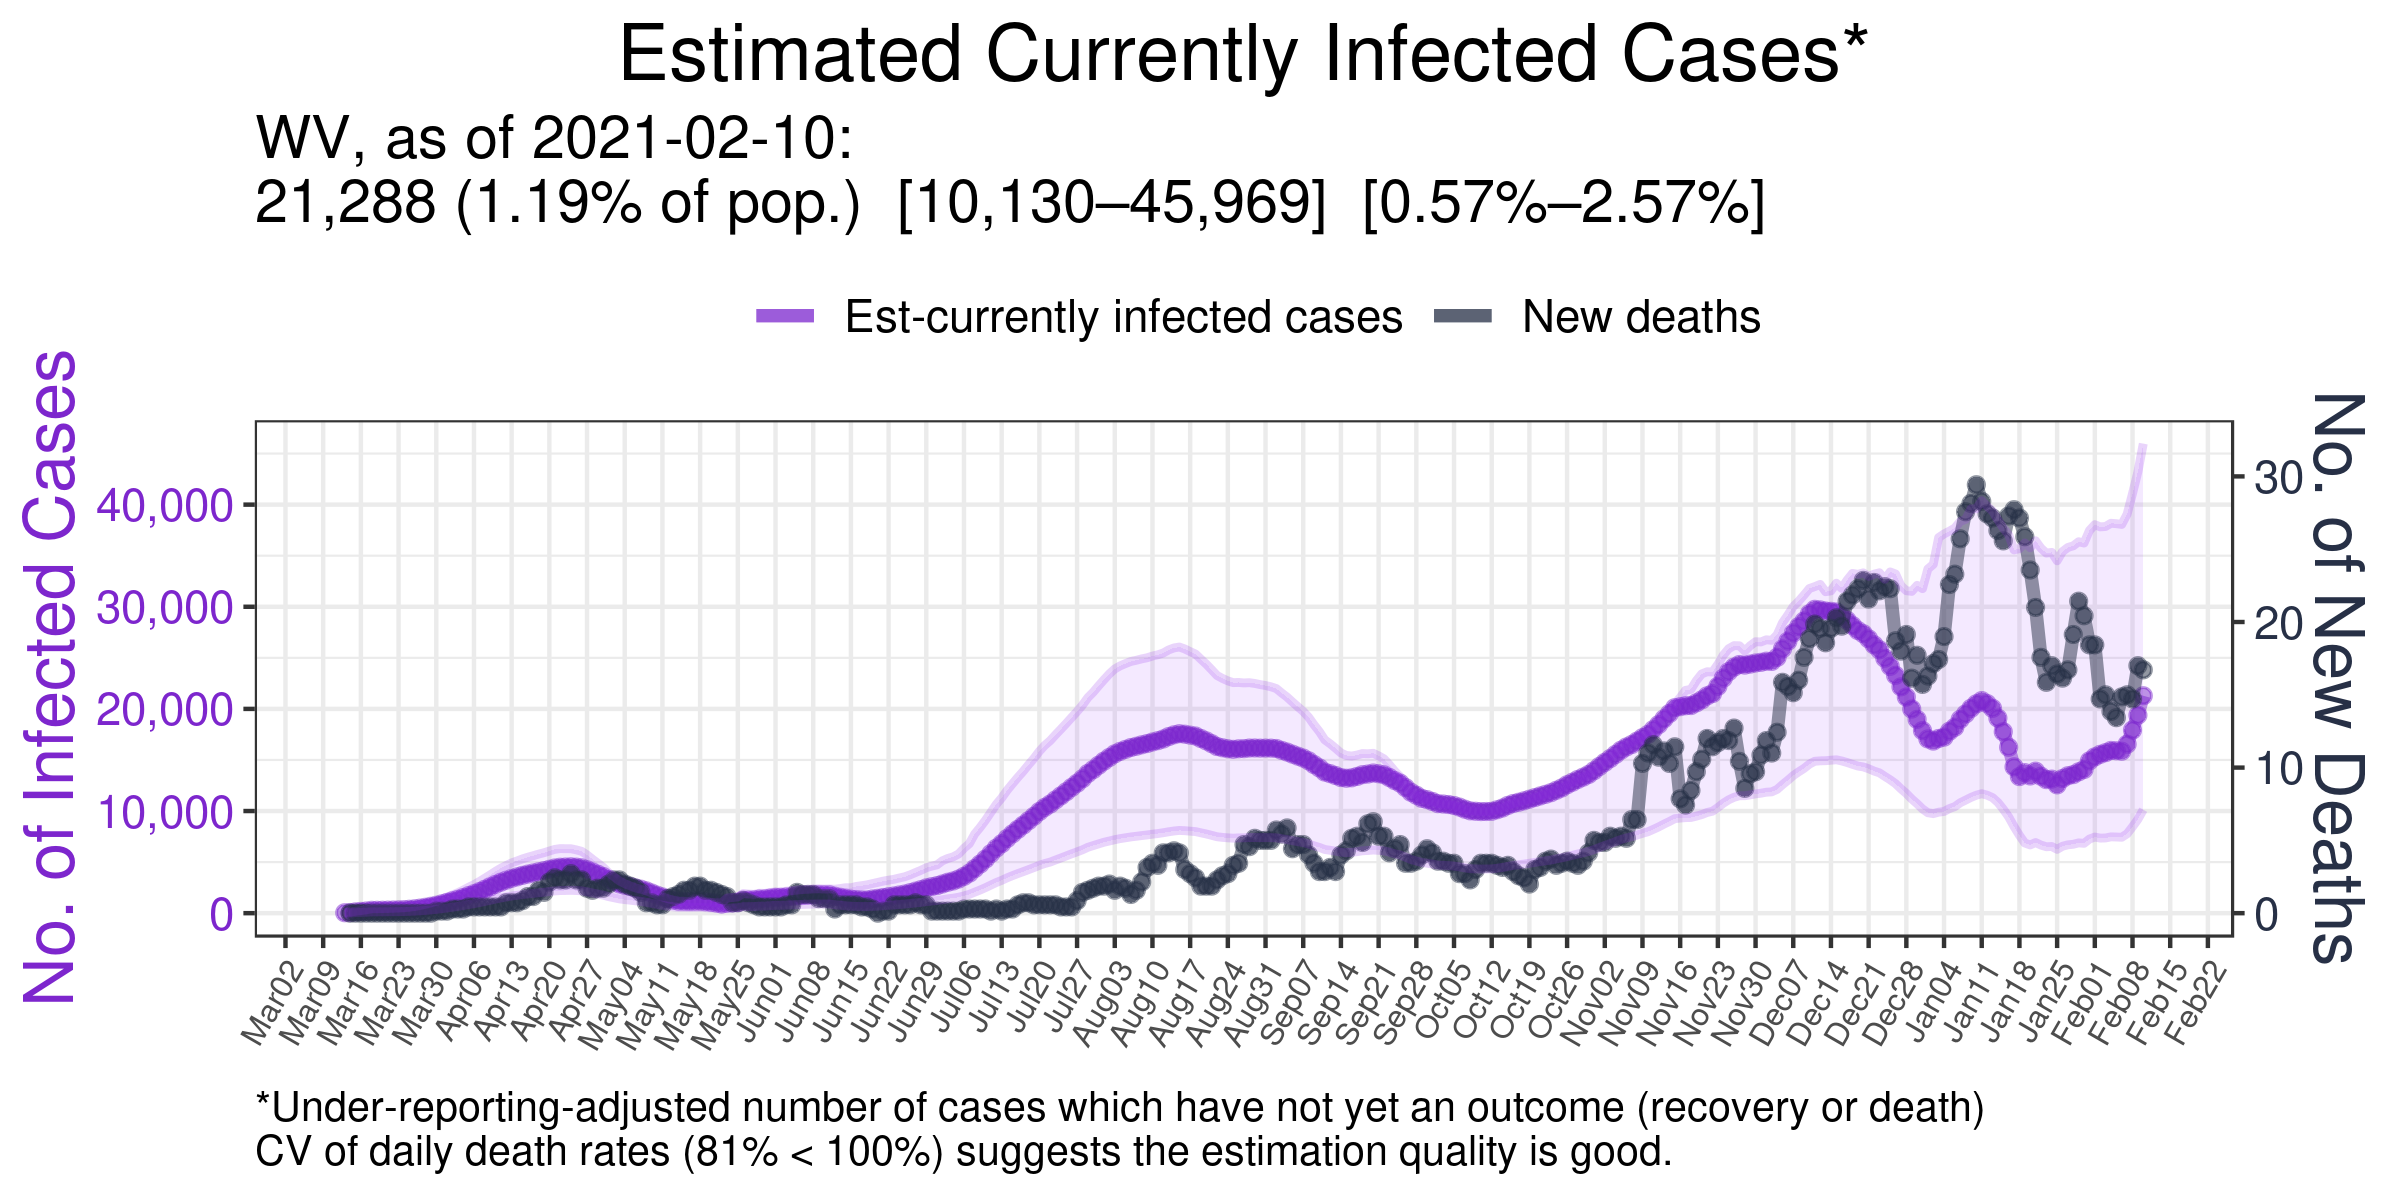 Estimated Currently Infected Cases*
WV, as of 2021-02-10:
21,288 (1.19% of pop.)  [10,130–45,969]  [0.57%–2.57%]
Est-currently infected cases
New deaths
No. of Infected Cases
40,000
30,000
20,000
10,000
0
30
20
10
0
No. of New Deaths
Mar02
Mar09
Mar16
Mar23
Mar30
Apr06
Apr13
Apr20
Apr27
May04
May11
May18
May25
Jun01
Jun08
Jun15
Jun22
Jun29
Jul06
Jul13
Jul20
Jul27
Aug03
Aug10
Aug17
Aug24
Aug31
Sep07
Sep14
Sep21
Sep28
Oct05
Oct12
Oct19
Oct26
Nov02
Nov09
Nov16
Nov23
Nov30
Dec07
Dec14
Dec21
Dec28
Jan04
Jan11
Jan18
Jan25
Feb01
Feb08
Feb15
Feb22
*Under-reporting-adjusted number of cases which have not yet an outcome (recovery or death)
CV of daily death rates (81% < 100%) suggests the estimation quality is good.